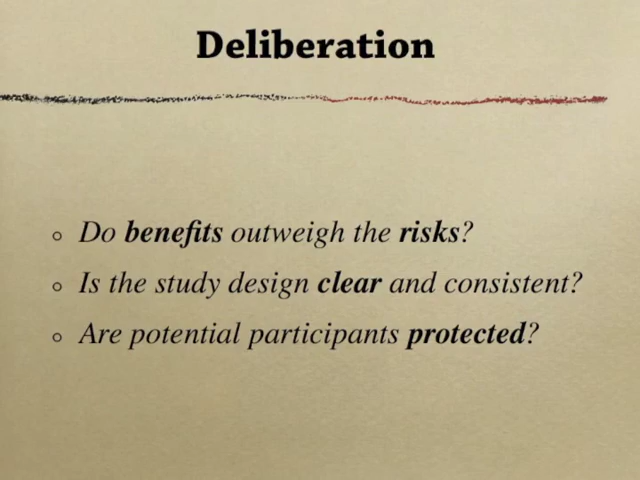 Deliberation
Do benefits outweigh the risks?
Is the study design clear and consistent?
Are potential participants protected?